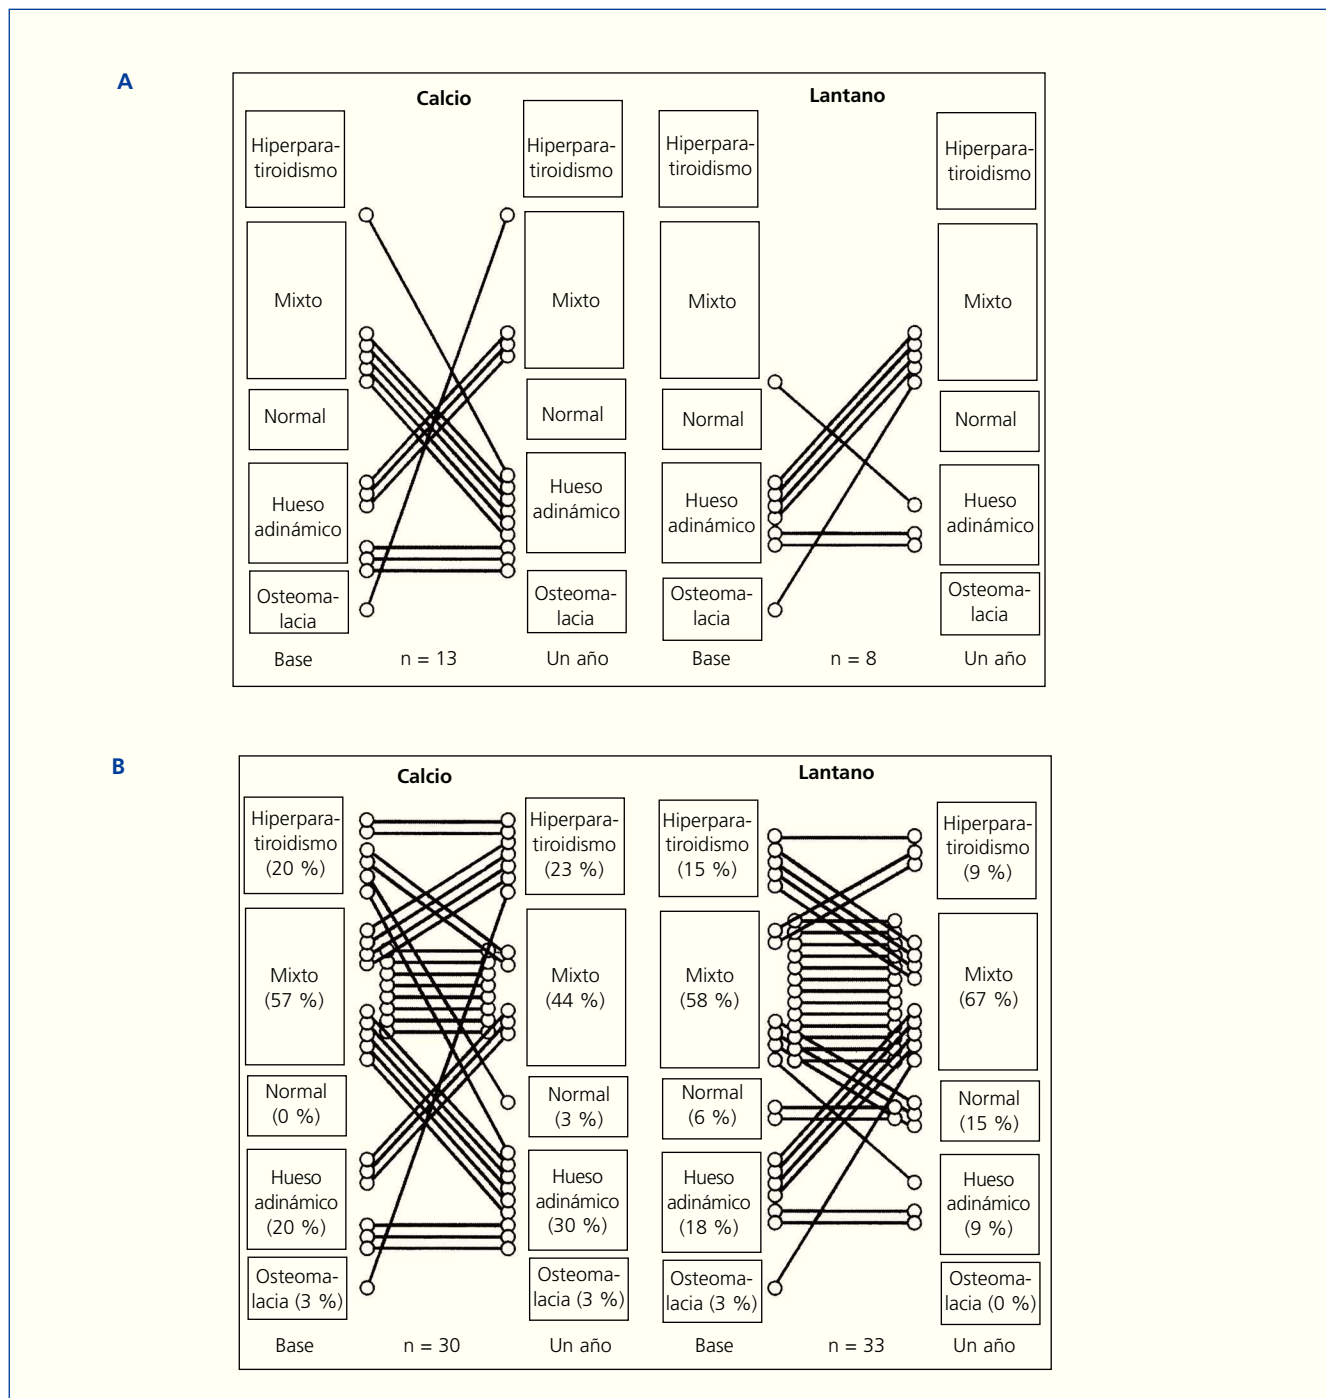 A
Calcio
Lantano
Hiperpara-
tiroidismo
Hiperpara-
tiroidismo
Hiperpara-
tiroidismo
Hiperpara-
tiroidismo
Mixto
Mixto
Mixto
Mixto
Normal
Normal
Normal
Normal
Hueso
adinámico
Hueso
adinámico
Hueso
adinámico
Hueso
adinámico
Osteoma-
lacia
Osteoma-
lacia
Osteoma-
lacia
Osteoma-
lacia
Base
n = 13
Un año
Base
n = 8
Un año
B
Calcio
Lantano
Hiperpara-
tiroidismo
(20 %)
Hiperpara-
tiroidismo
(23 %)
Hiperpara-
tiroidismo
(15 %)
Hiperpara-
tiroidismo
(9 %)
Mixto
(57 %)
Mixto
(44 %)
Mixto
(58 %)
Mixto
(67 %)
Normal
(0 %)
Normal
(3 %)
Normal
(6 %)
Normal
(15 %)
Hueso
adinámico
(20 %)
Hueso
adinámico
(30 %)
Hueso
adinámico
(18 %)
Hueso
adinámico
(9 %)
Osteoma-
lacia (3 %)
Osteoma-
lacia (3 %)
Osteoma-
lacia (3 %)
Osteoma-
lacia (0 %)
Base
n = 30
Un año
Base
n = 33
Un año